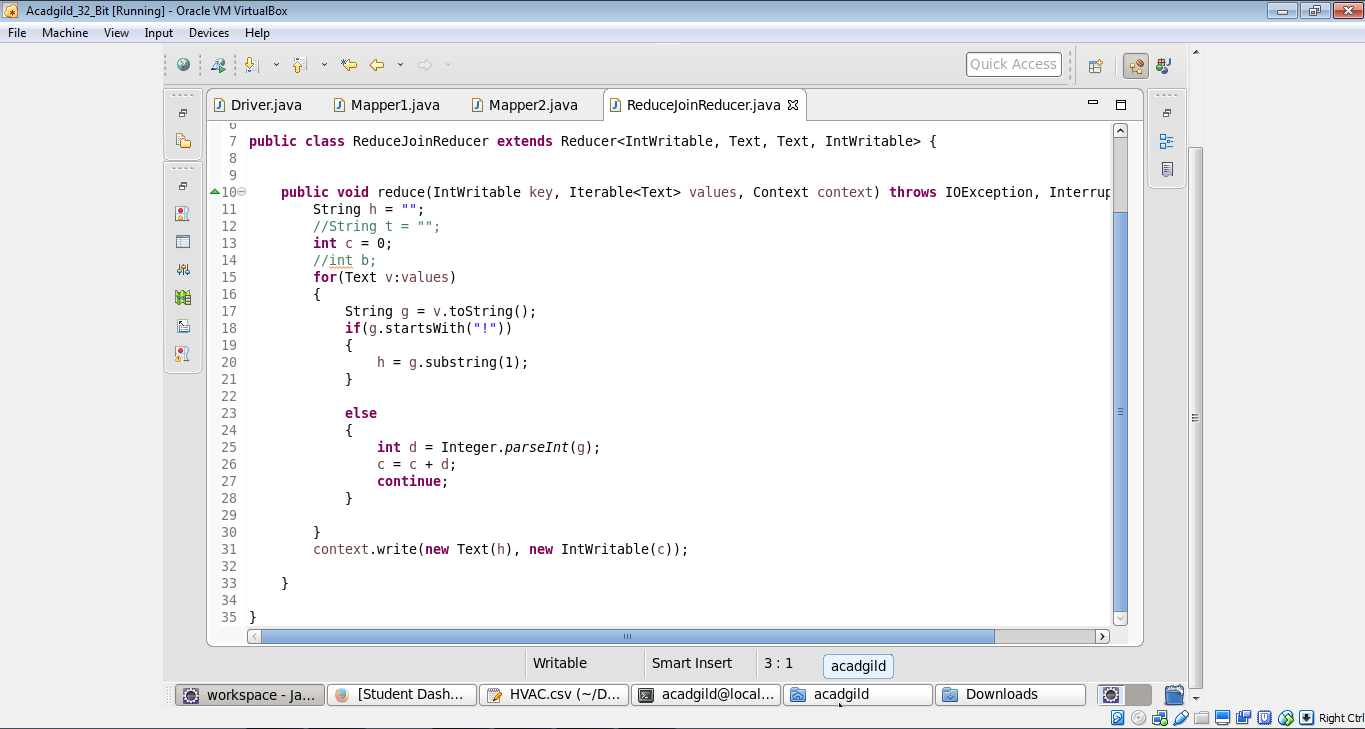 Acadgild_32_Bit [Running] - Oracle VM VirtualBox
File Machine View Input Devices Help
Quick Access
Driver.java Mapper1.java Mapper2.java ReduceJoinReducer.java
6
7 public class ReduceJoinReducer extends Reducer<IntWritable, Text, Text, IntWritable> {
8
9
10 public void reduce(IntWritable key, Iterable<Text> values, Context context) throws IOException, Interrup
11 String h = "";
12 //String t = "";
13 int c = 0;
14 //int b;
15 for(Text v:values)
16 {
17 String g = v.toString();
18 if(g.startsWith("!"))
19 {
20 h = g.substring(1);
21 }
22
23 else
24 {
25 int d = Integer.parseInt(g);
26 c = c + d;
27 continue;
28 }
29
30 }
31 context.write(new Text(h), new IntWritable(c));
32
33 }
34
35 }
Writable Smart Insert 3 : 1 acadgild
workspace - Ja... [Student Dash... HVAC.csv (~/D... acadgild@local... acadgild Downloads
Right Ctrl